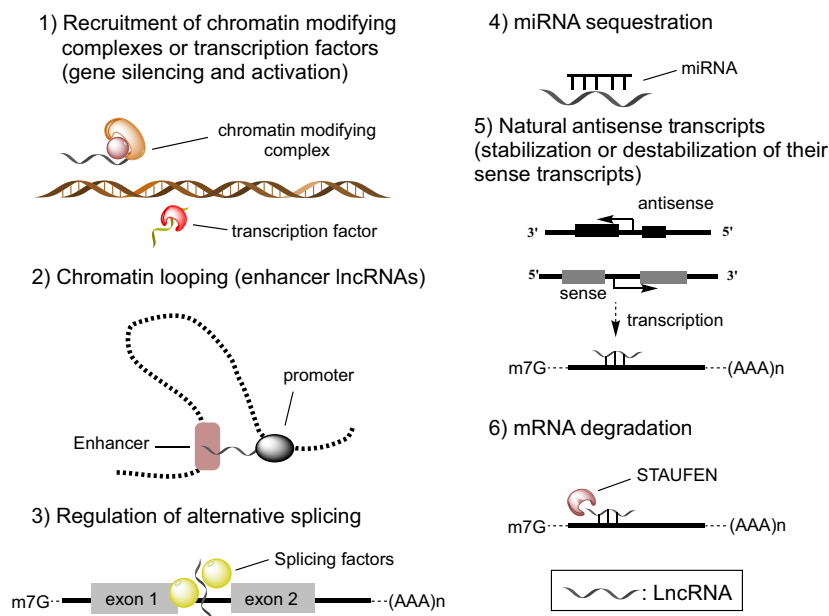 1) Recruitment of chromatin modifying
complexes or transcription factors
(gene silencing and activation)
chromatin modifying
complex
transcription factor
2) Chromatin looping (enhancer lncRNAs)
promoter
Enhancer
3) Regulation of alternative splicing
Splicing factors
m7G
exon 1
exon 2
(AAA)n
4) miRNA sequestration
miRNA
5) Natural antisense transcripts
(stabilization or destabilization of their
sense transcripts)
antisense
3'
5'
5'
3'
sense
transcription
m7G
(AAA)n
6) mRNA degradation
STAUFEN
m7G
(AAA)n
: LncRNA